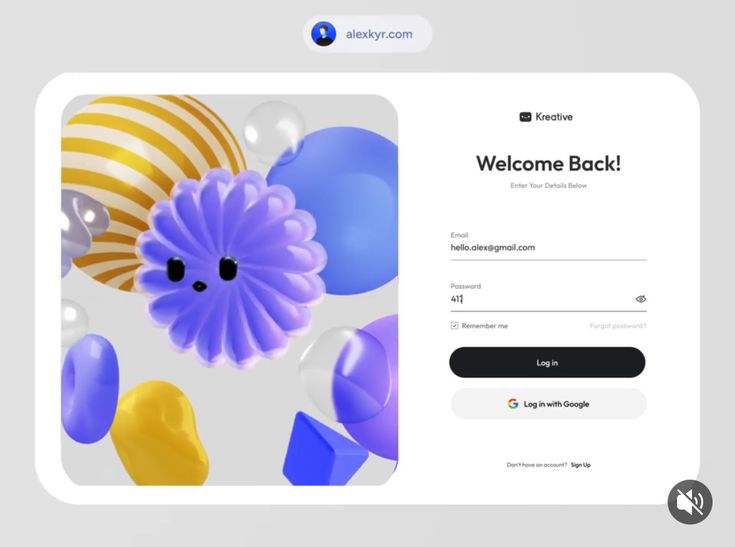 alexkyr.com
Kreative
Welcome Back!
Enter Your Details Below
Email
hello.alex@gmail.com
Password
411
Remember me
Forgot password?
Log in
Log in with Google
Don't have an account? Sign Up